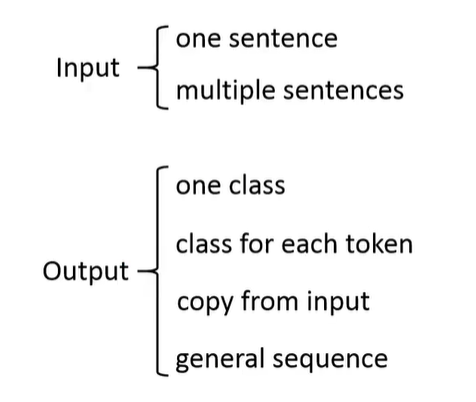 Input
one sentence
multiple sentences
Output
one class
class for each token
copy from input
general sequence